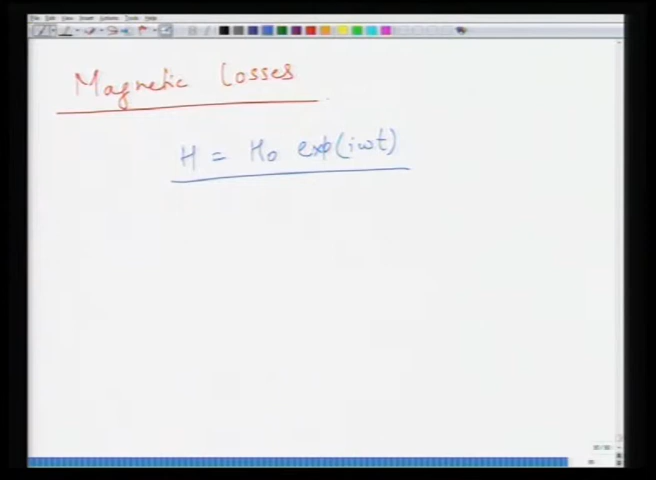 Magnetic Losses
H = H₀ exp(iωt)